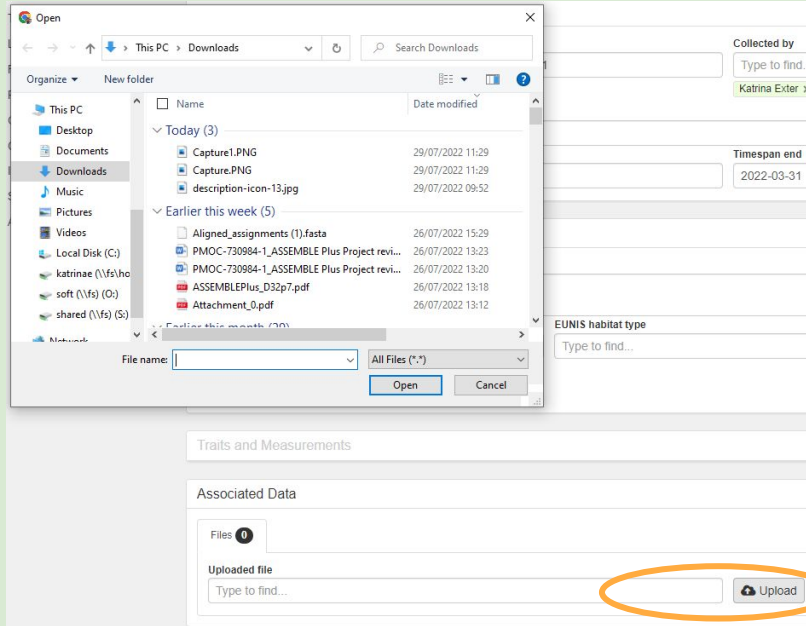 Open
This PC > Downloads
Search Downloads
Organize
New folder
Name
Date modified
This PC
Desktop
Documents
Downloads
Music
Pictures
Videos
Local Disk (C:)
katrinae (\\fs\ho
soft (\\fs) (O:)
shared (\\fs) (S:)
Network
Today (3)
Capture1.PNG 29/07/2022 11:29
Capture.PNG 29/07/2022 11:29
description-icon-13.jpg 29/07/2022 09:52
Earlier this week (5)
Aligned_assignments (1).fasta 26/07/2022 15:29
PMOC-730984-1_ASSEMBLE Plus Project revi... 26/07/2022 13:23
PMOC-730984-1_ASSEMBLE Plus Project revi... 26/07/2022 13:20
ASSEMBLEPlus_D32p7.pdf 26/07/2022 13:18
Attachment_0.pdf 26/07/2022 13:12
File name:
All Files (*.*)
Open
Cancel
Collected by
Type to find..
Katrina Exter x
Timespan end
2022-03-31
EUNIS habitat type
Type to find...
Traits and Measurements
Associated Data
Files 0
Uploaded file
Type to find...
Upload